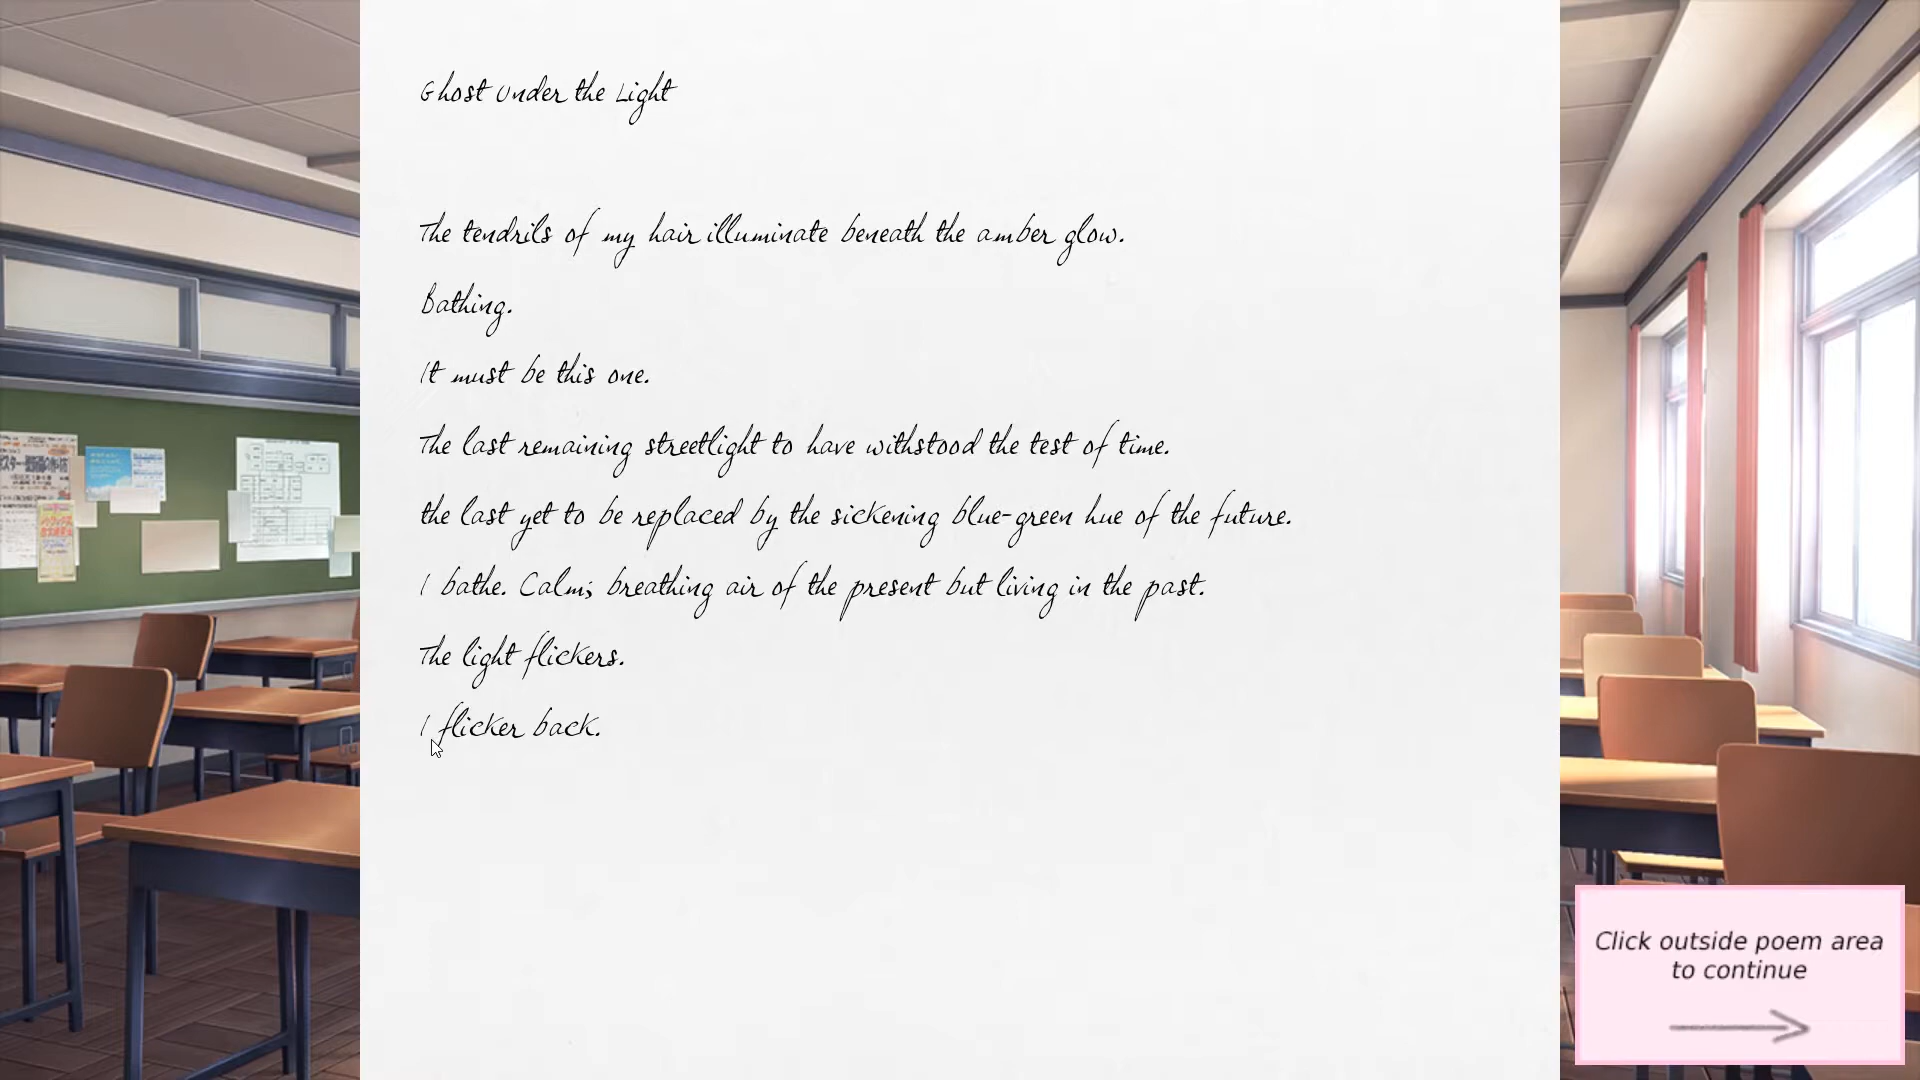 Ghost Under the Light
The tendrils of my hair illuminate beneath the amber glow.
Bathing.
It must be this one.
The last remaining streetlight to have withstood the test of time.
the last yet to be replaced by the sickening blue-green hue of the future.
I bathe. Calm; breathing air of the present but living in the past.
The light flickers.
I flicker back.
Click outside poem area
to continue